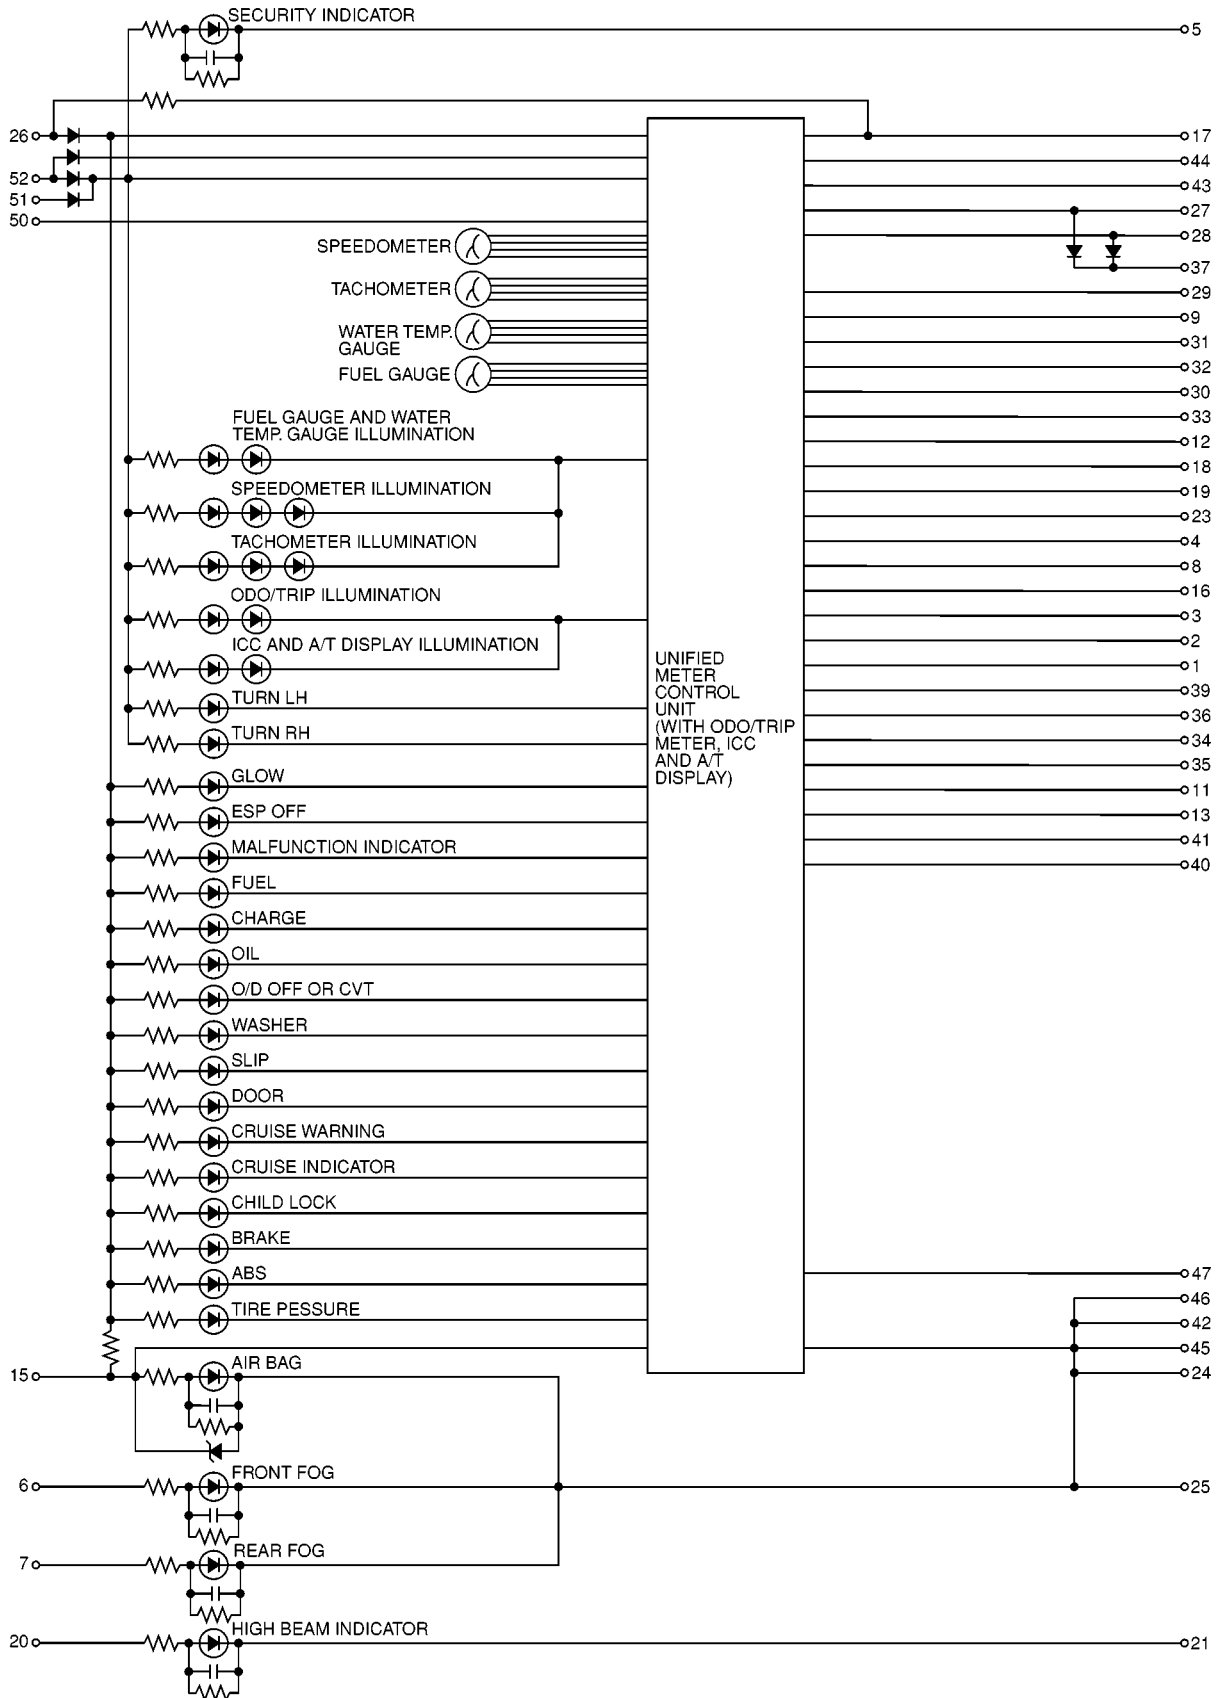 SECURITY INDICATOR
5
26
17
44
52
43
51
27
50
28
SPEEDOMETER
37
TACHOMETER
29
9
WATER TEMP.
GAUGE
31
FUEL GAUGE
32
30
FUEL GAUGE AND WATER
TEMP. GAUGE ILLUMINATION
33
12
18
SPEEDOMETER ILLUMINATION
19
23
TACHOMETER ILLUMINATION
4
8
ODO/TRIP ILLUMINATION
16
3
ICC AND A/T DISPLAY ILLUMINATION
2
UNIFIED
METER
CONTROL
UNIT
(WITH ODO/TRIP
METER, ICC
AND A/T
DISPLAY)
1
39
TURN LH
36
TURN RH
34
35
GLOW
11
ESP OFF
13
MALFUNCTION INDICATOR
41
40
FUEL
CHARGE
OIL
O/D OFF OR CVT
WASHER
SLIP
DOOR
CRUISE WARNING
CRUISE INDICATOR
CHILD LOCK
BRAKE
ABS
47
46
TIRE PESSURE
42
45
15
AIR BAG
24
6
FRONT FOG
25
7
REAR FOG
20
HIGH BEAM INDICATOR
21